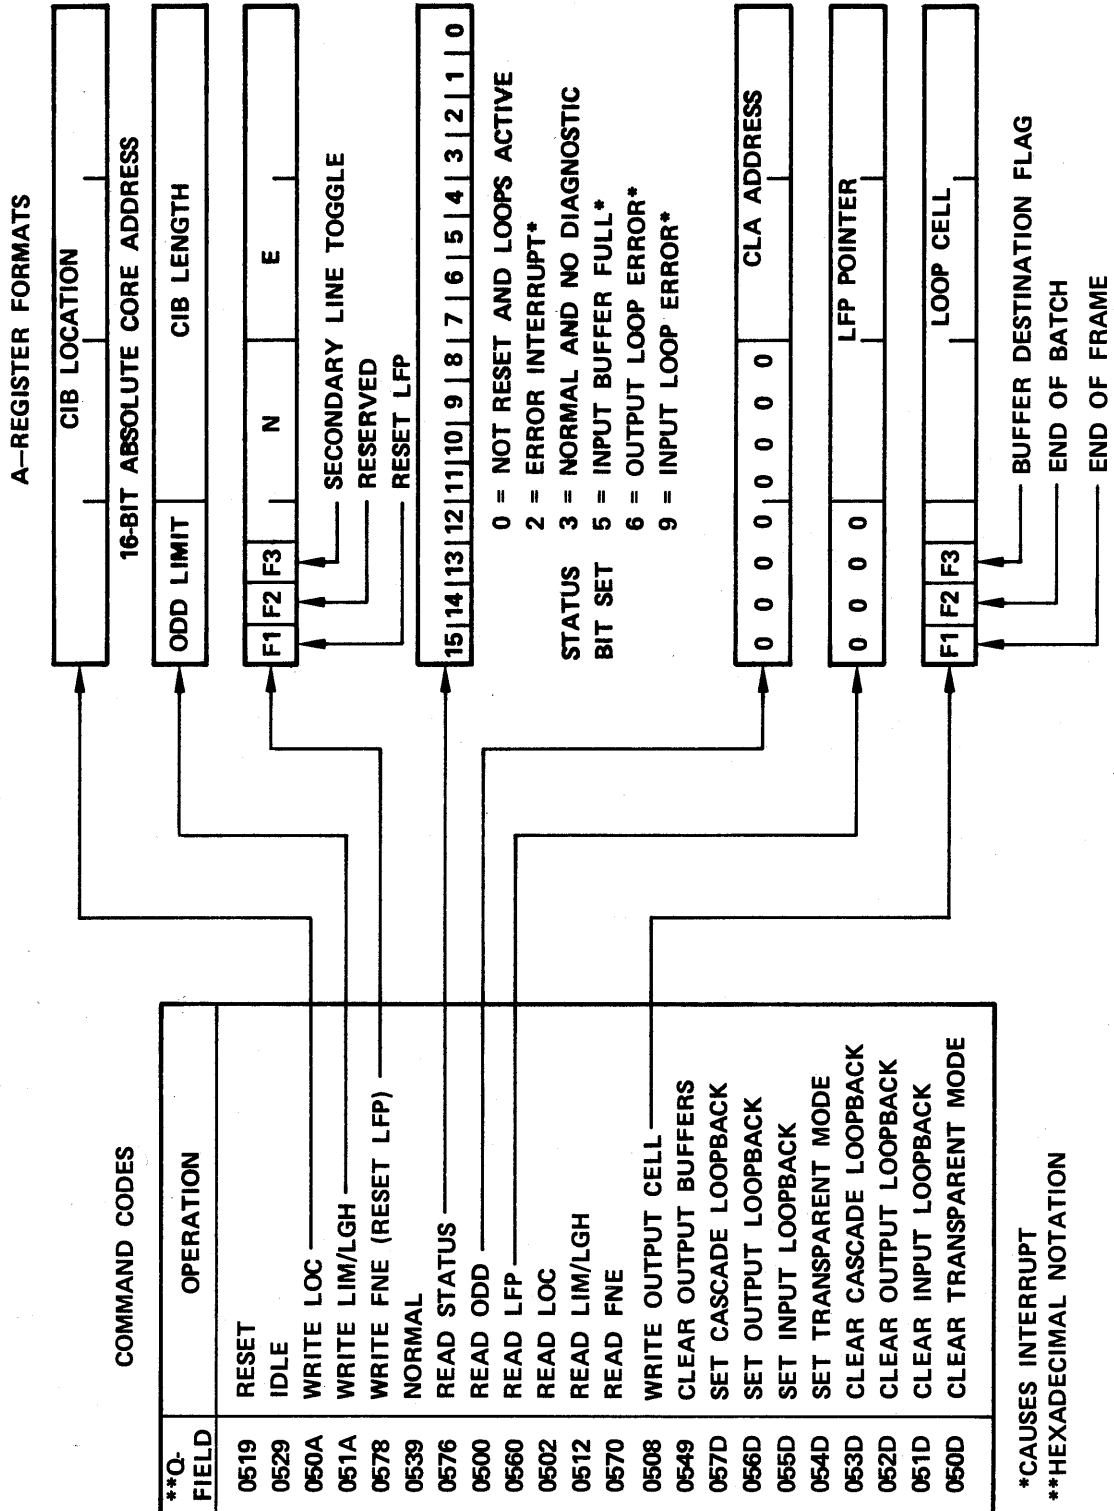 COMMAND CODES
**Q-
FIELD
OPERATION
0519 RESET
0529 IDLE
050A WRITE LOC
051A WRITE LIM/LGH
0578 WRITE FNE (RESET LFP)
0539 NORMAL
0576 READ STATUS
0500 READ ODD
0560 READ LFP
0502 READ LOC
0512 READ LIM/LGH
0570 READ FNE
0508 WRITE OUTPUT CELL
0549 CLEAR OUTPUT BUFFERS
057D SET CASCADE LOOPBACK
056D SET OUTPUT LOOPBACK
055D SET INPUT LOOPBACK
054D SET TRANSPARENT MODE
053D CLEAR CASCADE LOOPBACK
052D CLEAR OUTPUT LOOPBACK
051D CLEAR INPUT LOOPBACK
050D CLEAR TRANSPARENT MODE
*CAUSES INTERRUPT
**HEXADECIMAL NOTATION
A-REGISTER FORMATS
CIB LOCATION
16-BIT ABSOLUTE CORE ADDRESS
ODD LIMIT CIB LENGTH
F1 F2 F3 N E
SECONDARY LINE TOGGLE
RESERVED
RESET LFP
15|14|13|12|11|10|9|8|7|6|5|4|3|2|1|0
0 = NOT RESET AND LOOPS ACTIVE
2 = ERROR INTERRUPT*
STATUS 3 = NORMAL AND NO DIAGNOSTIC
BIT SET 5 = INPUT BUFFER FULL*
6 = OUTPUT LOOP ERROR*
9 = INPUT LOOP ERROR*
0 0 0 0 0 0 0 0 CLA ADDRESS
0 0 0 0 LFP POINTER
F1 F2 F3 LOOP CELL
BUFFER DESTINATION FLAG
END OF BATCH
END OF FRAME